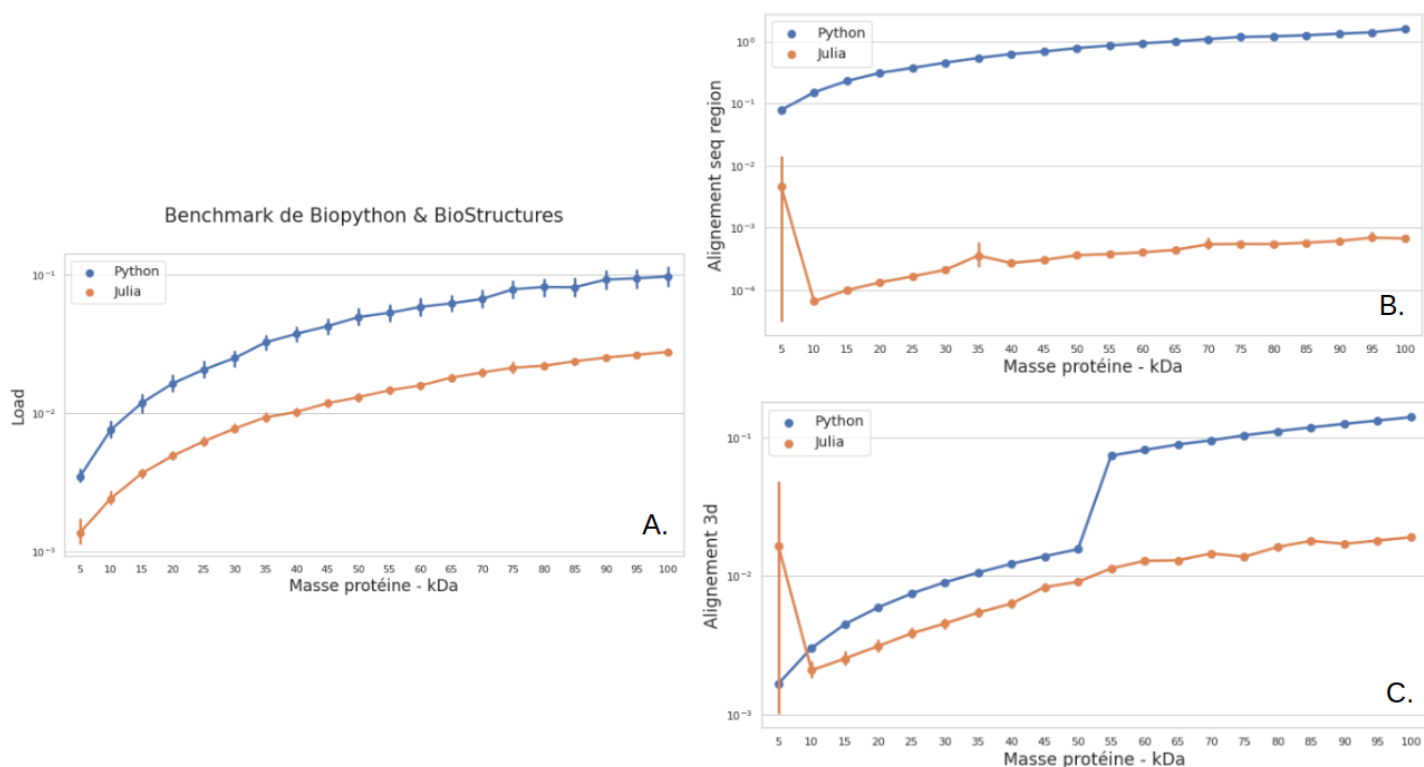 Benchmark de Biopython & BioStructures
Python
Julia
Load
10⁻¹
10⁻²
10⁻³
5 10 15 20 25 30 35 40 45 50 55 60 65 70 75 80 85 90 95 100
Masse protéine - kDa
A.
Python
Julia
Alignement seq region
10⁰
10⁻¹
10⁻²
10⁻³
10⁻⁴
5 10 15 20 25 30 35 40 45 50 55 60 65 70 75 80 85 90 95 100
Masse protéine - kDa
B.
Python
Julia
Alignement 3d
10⁻¹
10⁻²
10⁻³
5 10 15 20 25 30 35 40 45 50 55 60 65 70 75 80 85 90 95 100
Masse protéine - kDa
C.